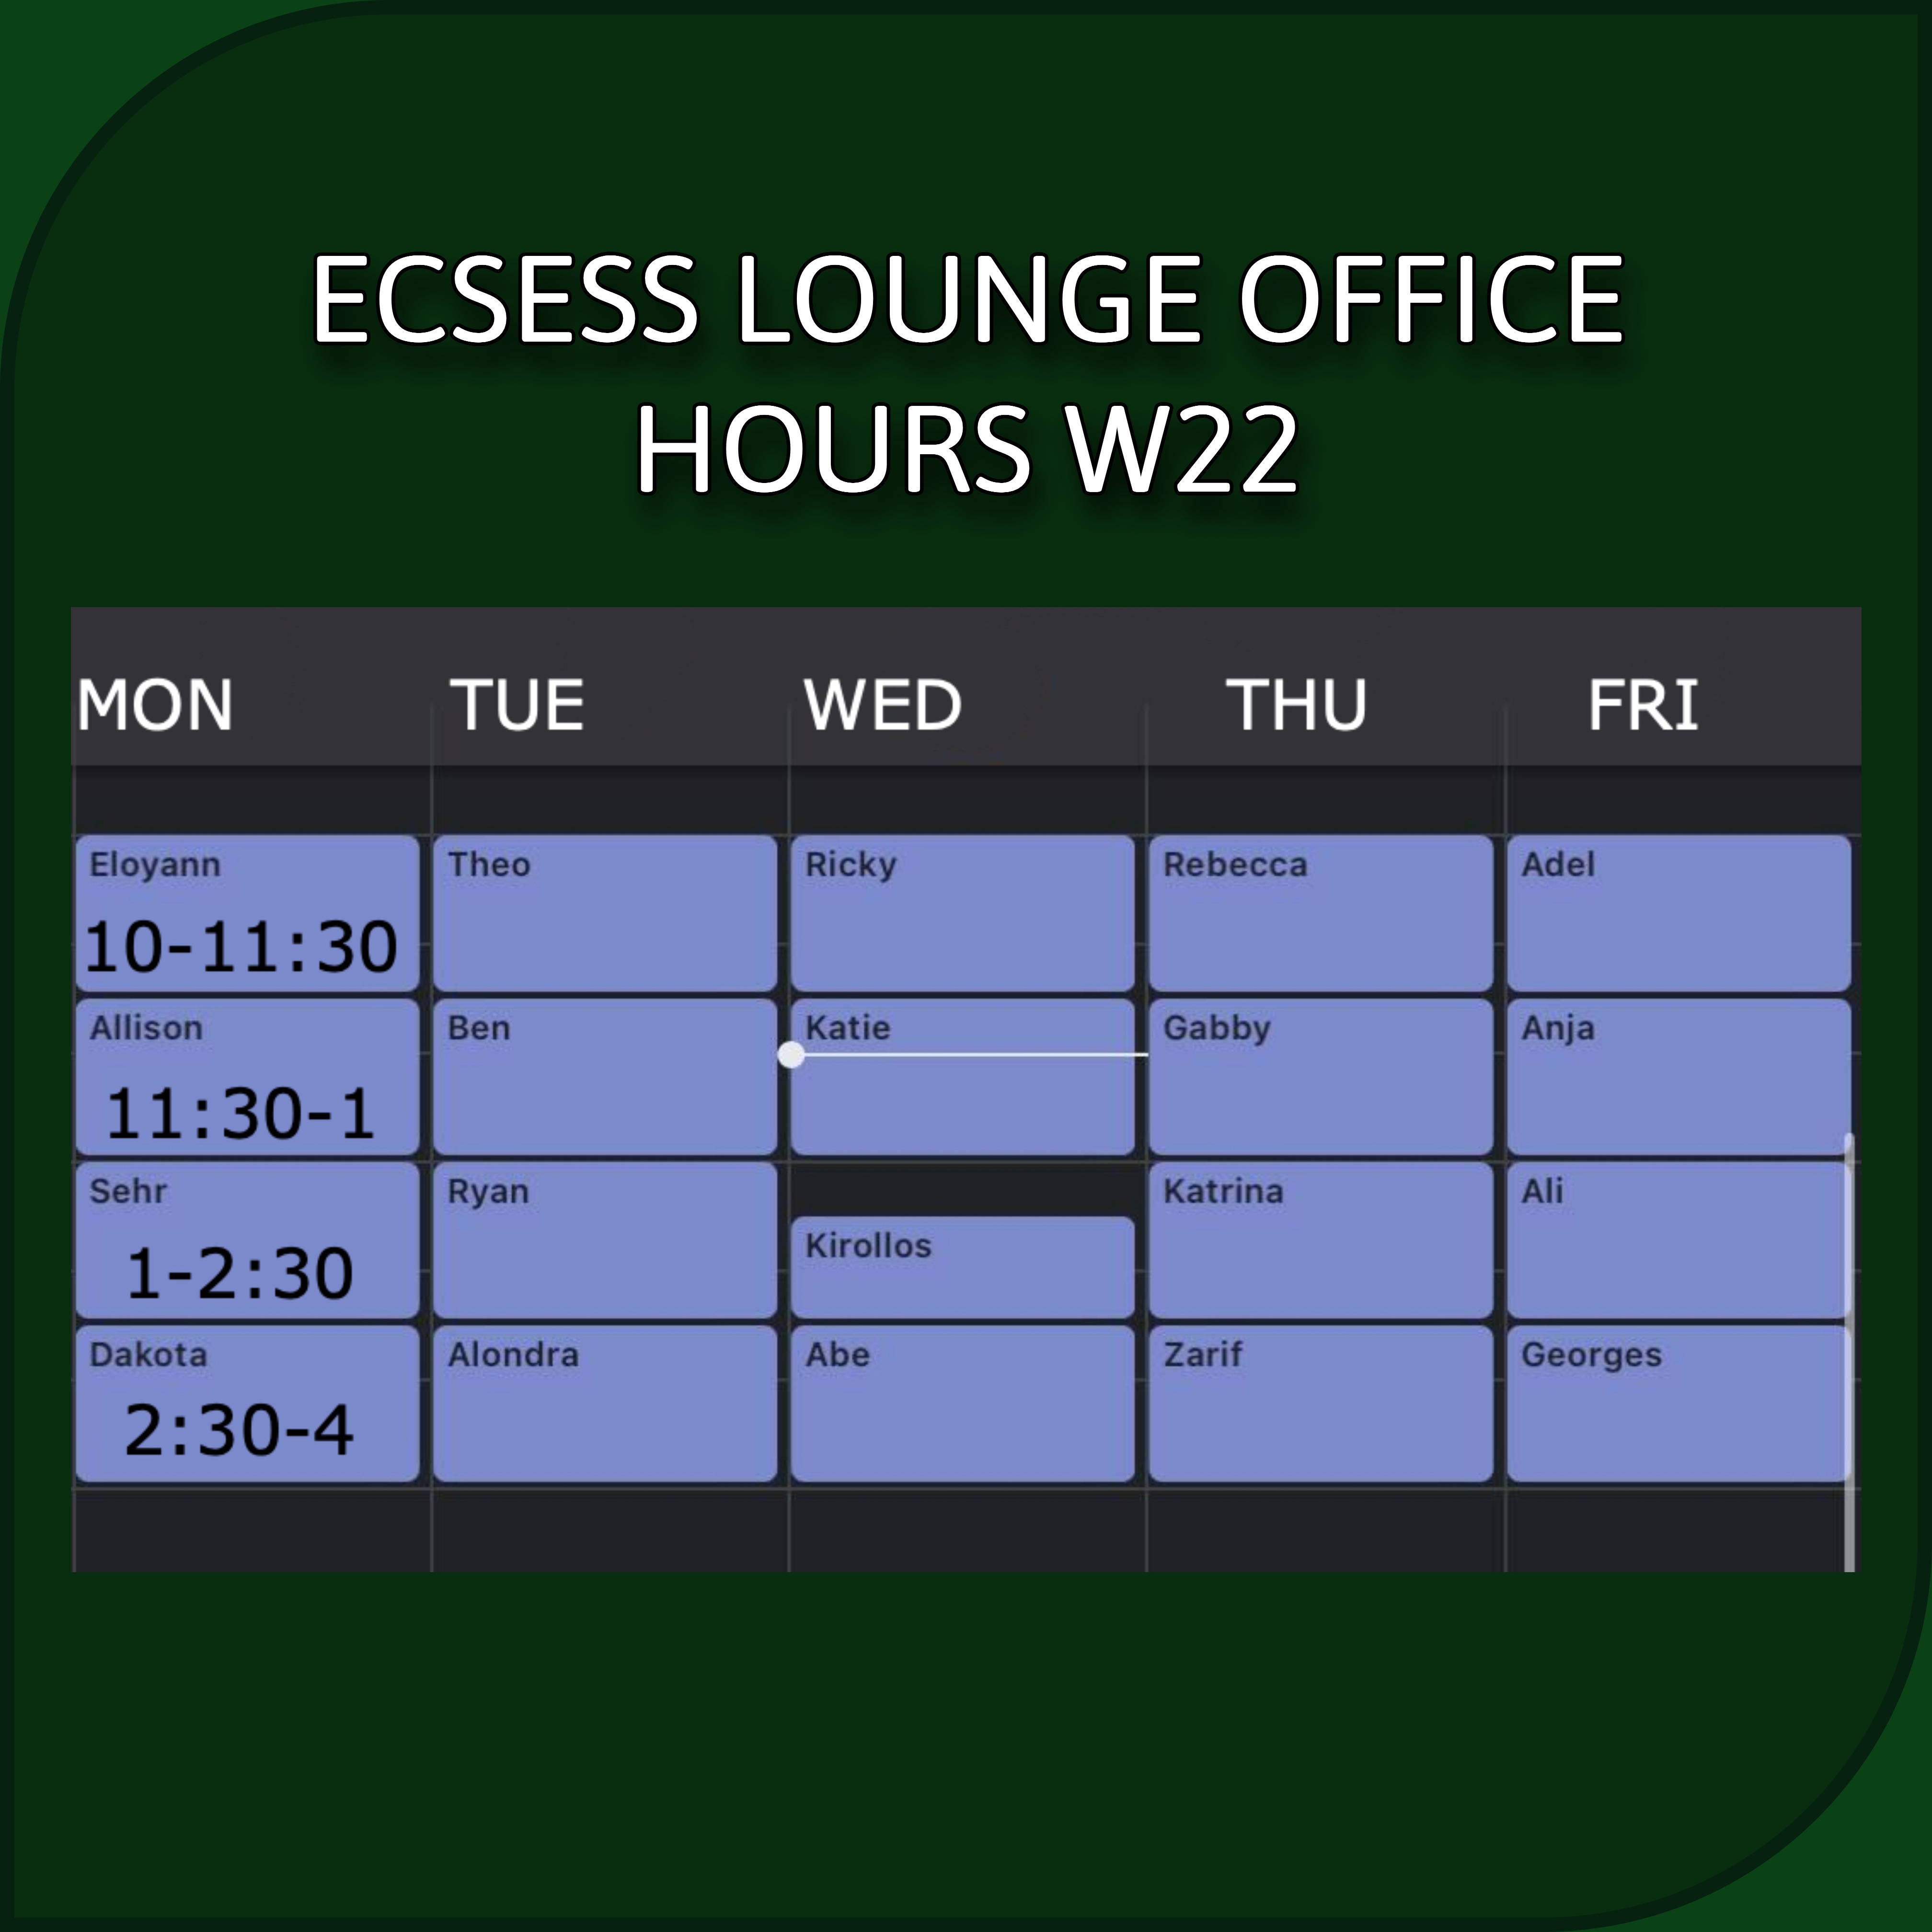 ECSESS LOUNGE OFFICE
HOURS W22
MON TUE WED THU FRI
Eloyann Theo Ricky Rebecca Adel
10-11:30
Allison Ben Katie Gabby Anja
11:30-1
Sehr Ryan Katrina Ali
Kirollos
1-2:30
Dakota Alondra Abe Zarif Georges
2:30-4